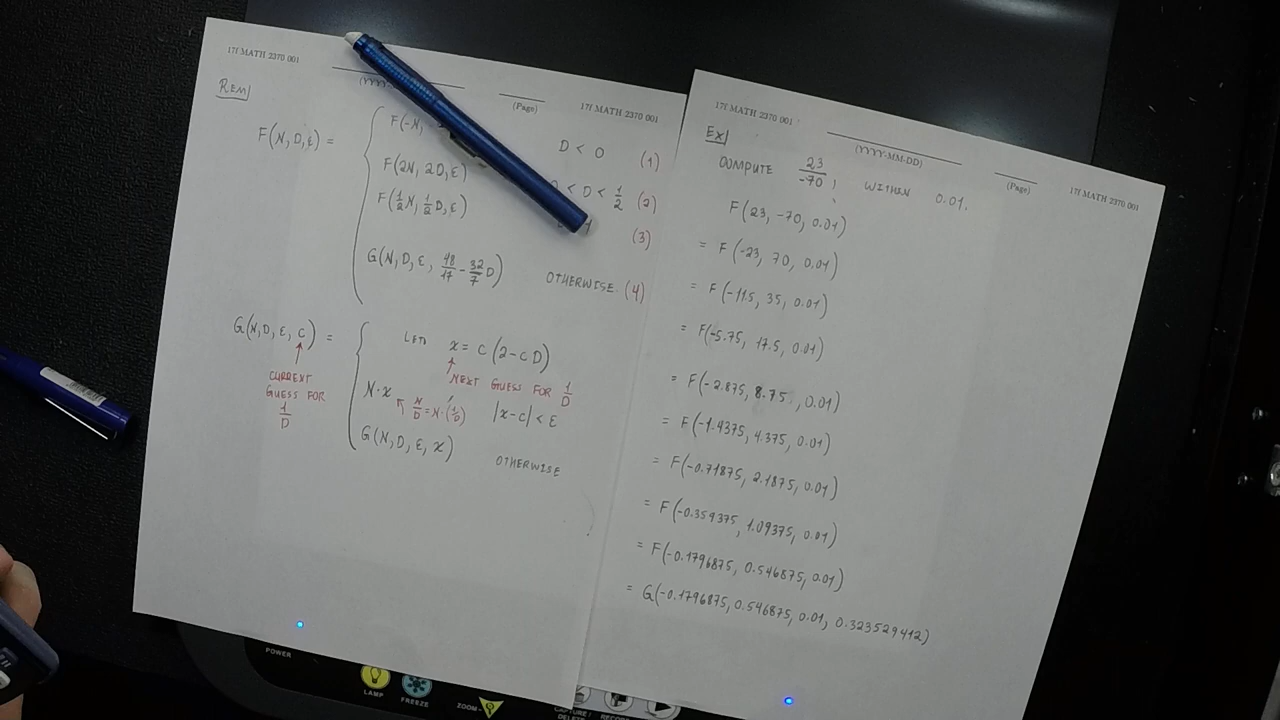 17f MATH 2370 001
(Page)
17f MATH 2370 001
REM
F(N,D,ε) =
F(-N,
D < 0 (1)
F(2N, 2D,ε)
< D < 1/2 (2)
F(1/2 N, 1/2 D,ε)
(3)
G(N,D,ε, 48/17 - 32/7 D)
OTHERWISE (4)
G(N,D,ε,C) =
LET x = C(2-CD)
CURRENT GUESS FOR 1/D
NEXT GUESS FOR 1/D
N·x
N/D = N·(1/D)
|x-c| < ε
G(N,D,ε,x)
OTHERWISE
17f MATH 2370 001
(YYYY-MM-DD)
(Page)
17f MATH 2370 001
EX
COMPUTE 23/-70, WITHIN 0.01.
F(23, -70, 0.01)
= F(-23, 70, 0.01)
= F(-11.5, 35, 0.01)
= F(-5.75, 17.5, 0.01)
= F(-2.875, 8.75, 0.01)
= F(-1.4375, 4.375, 0.01)
= F(-0.71875, 2.1875, 0.01)
= F(-0.359375, 1.09375, 0.01)
= F(-0.1796875, 0.546875, 0.01)
= G(-0.1796875, 0.546875, 0.01, 0.323529412)
POWER
LAMP
FREEZE
ZOOM